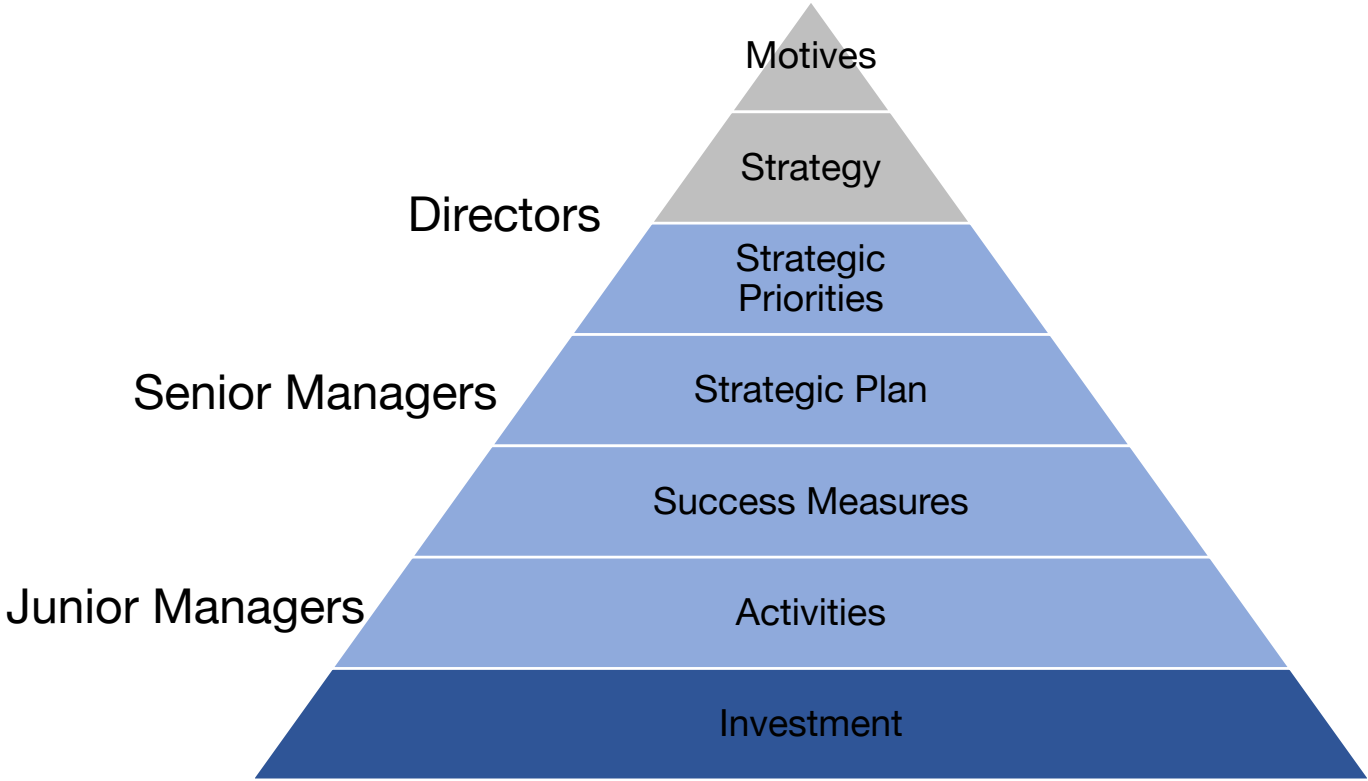 Motives
Strategy
Directors
Strategic
Priorities
Senior Managers
Strategic Plan
Success Measures
Junior Managers
Activities
Investment